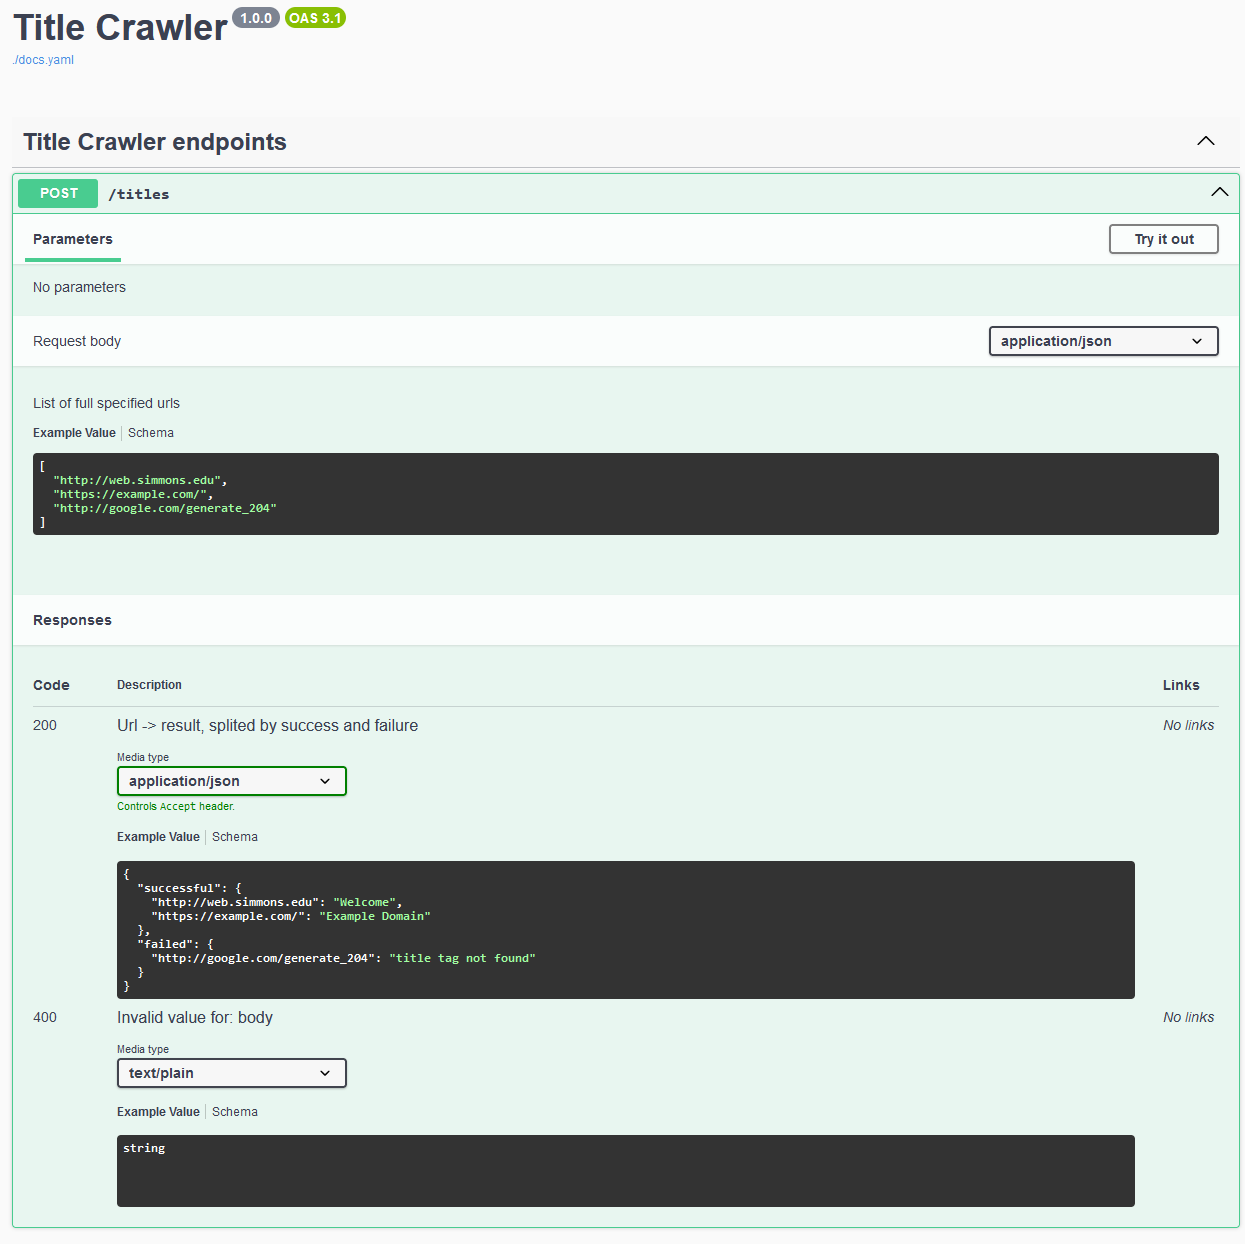 Title Crawler 1.0.0 OAS 3.1
./docs.yaml
Title Crawler endpoints
POST /titles
Parameters Try it out
No parameters
Request body application/json
List of full specified urls
Example Value Schema
[
"http://web.simmons.edu",
"https://example.com/",
"http://google.com/generate_204"
]
Responses
Code Description Links
200 Url -> result, splited by success and failure No links
Media type
application/json
Controls Accept header.
Example Value Schema
{
"successful": {
"http://web.simmons.edu": "Welcome",
"https://example.com/": "Example Domain"
},
"failed": {
"http://google.com/generate_204": "title tag not found"
}
}
400 Invalid value for: body No links
Media type
text/plain
Example Value Schema
string